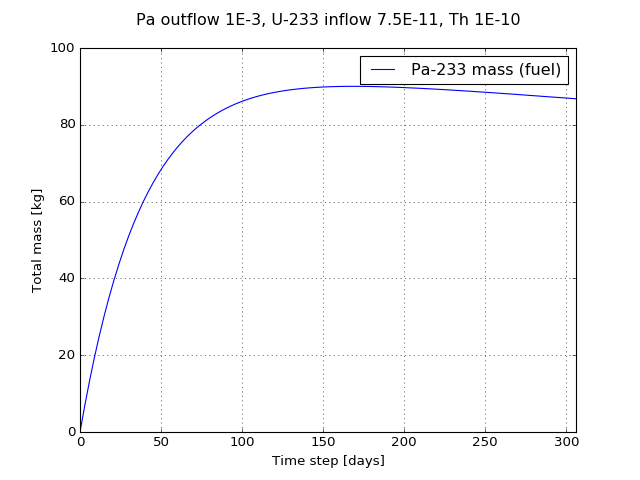 Pa outflow 1E-3, U-233 inflow 7.5E-11, Th 1E-10
Pa-233 mass (fuel)
Total mass [kg]
100
80
60
40
20
0
0 50 100 150 200 250 300
Time step [days]